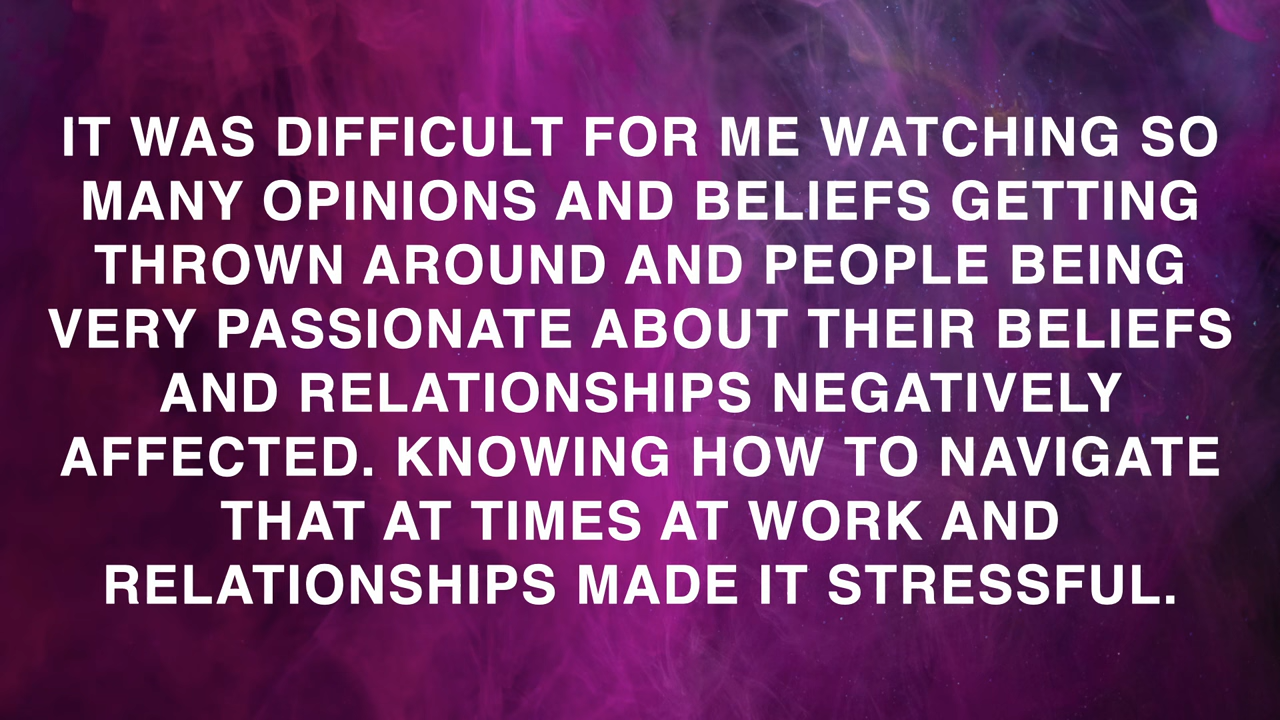 IT WAS DIFFICULT FOR ME WATCHING SO
MANY OPINIONS AND BELIEFS GETTING
THROWN AROUND AND PEOPLE BEING
VERY PASSIONATE ABOUT THEIR BELIEFS
AND RELATIONSHIPS NEGATIVELY
AFFECTED. KNOWING HOW TO NAVIGATE
THAT AT TIMES AT WORK AND
RELATIONSHIPS MADE IT STRESSFUL.